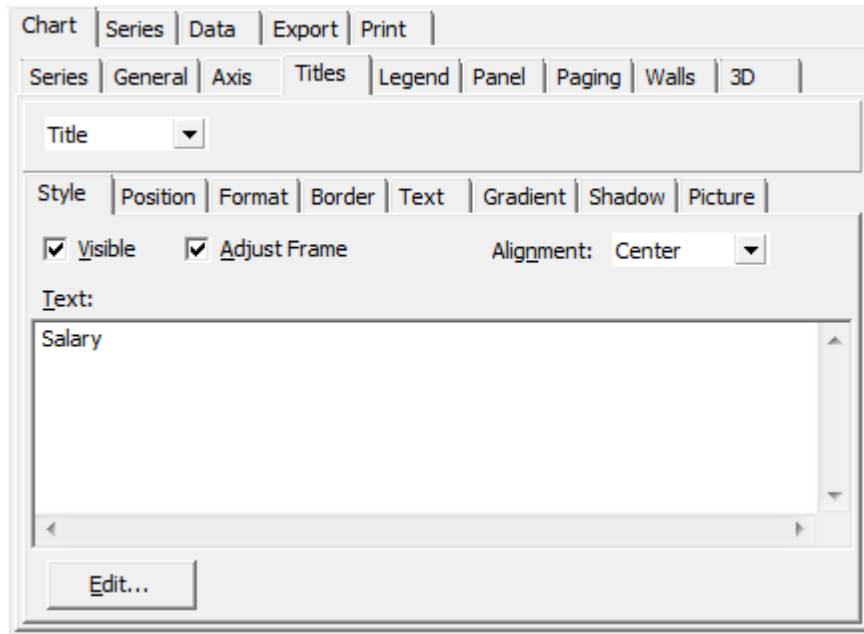 Chart Series Data Export Print
Series General Axis Titles Legend Panel Paging Walls 3D
Title
Style Position Format Border Text Gradient Shadow Picture
Visible Adjust Frame Alignment: Center
Text:
Salary
Edit...